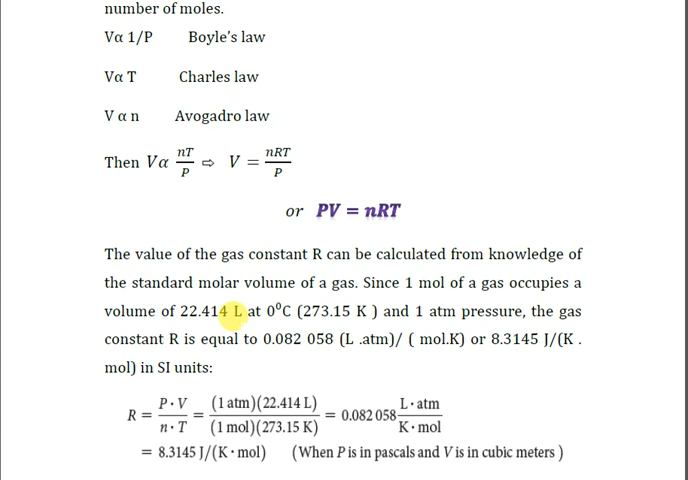 number of moles.
Vα 1/P Boyle's law
Vα T Charles law
V α n Avogadro law
Then Vα nT/P ⇨ V = nRT/P
or PV = nRT
The value of the gas constant R can be calculated from knowledge of
the standard molar volume of a gas. Since 1 mol of a gas occupies a
volume of 22.414 L at 0⁰C (273.15 K ) and 1 atm pressure, the gas
constant R is equal to 0.082 058 (L .atm)/ ( mol.K) or 8.3145 J/(K .
mol) in SI units:
R = P·V/n·T = (1 atm)(22.414 L)/(1 mol)(273.15 K) = 0.082 058 L·atm/K·mol
= 8.3145 J/(K·mol) (When P is in pascals and V is in cubic meters )